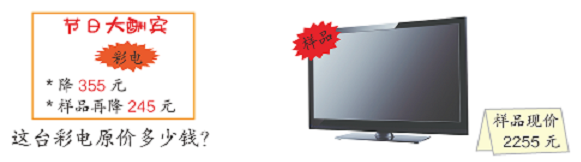 节日大酬宾
彩电
* 降 355 元
* 样品再降 245 元
这台彩电原价多少钱?
样品
样品现价
2255 元